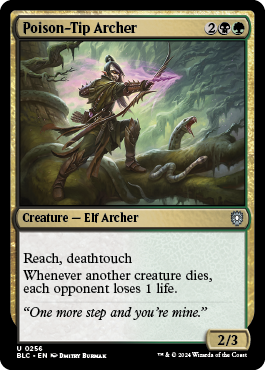 Poison-Tip Archer 2
Creature — Elf Archer
Reach, deathtouch
Whenever another creature dies,
each opponent loses 1 life.
“One more step and you’re mine.”
2/3
U 0256
BLC • EN Dmitry Burmak ™ & © 2024 Wizards of the Coast